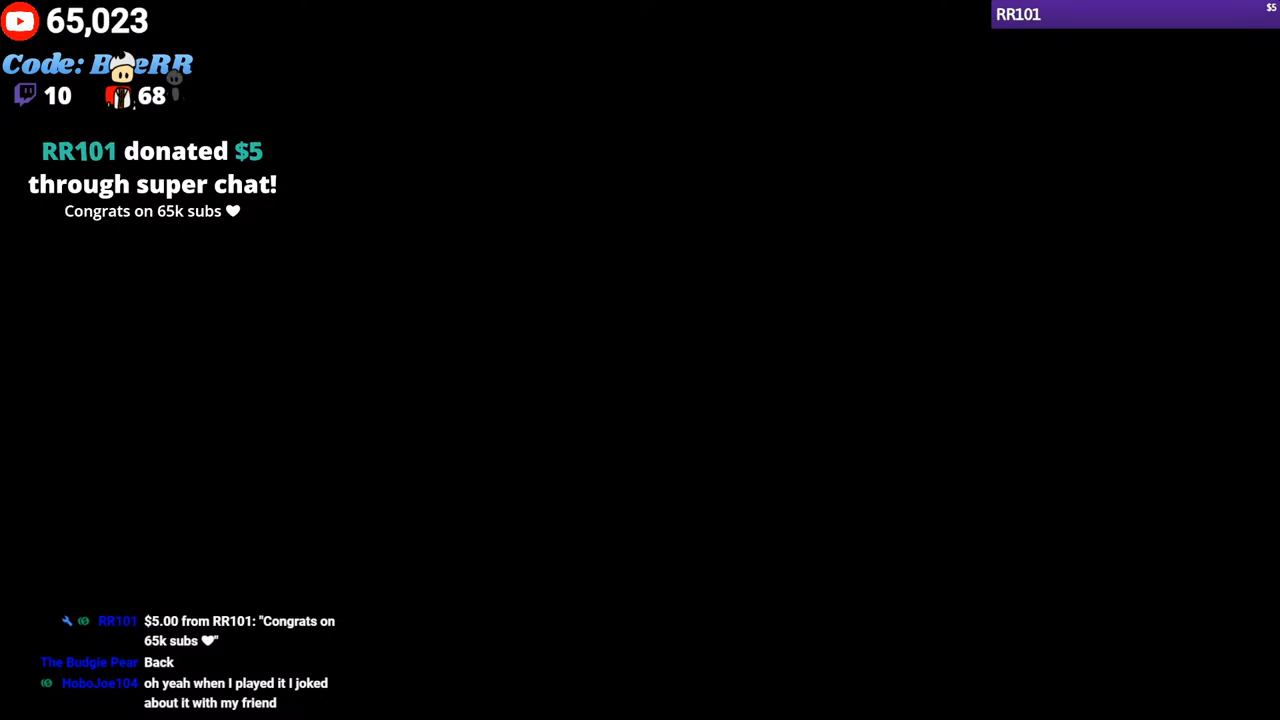 65,023
RR101 $5
Code: B eRR
10 68
RR101 donated $5
through super chat!
Congrats on 65k subs 🤍
RR101 $5.00 from RR101: "Congrats on
65k subs 🤍"
The Budgie Pear Back
HoboJoe104 oh yeah when I played it I joked
about it with my friend